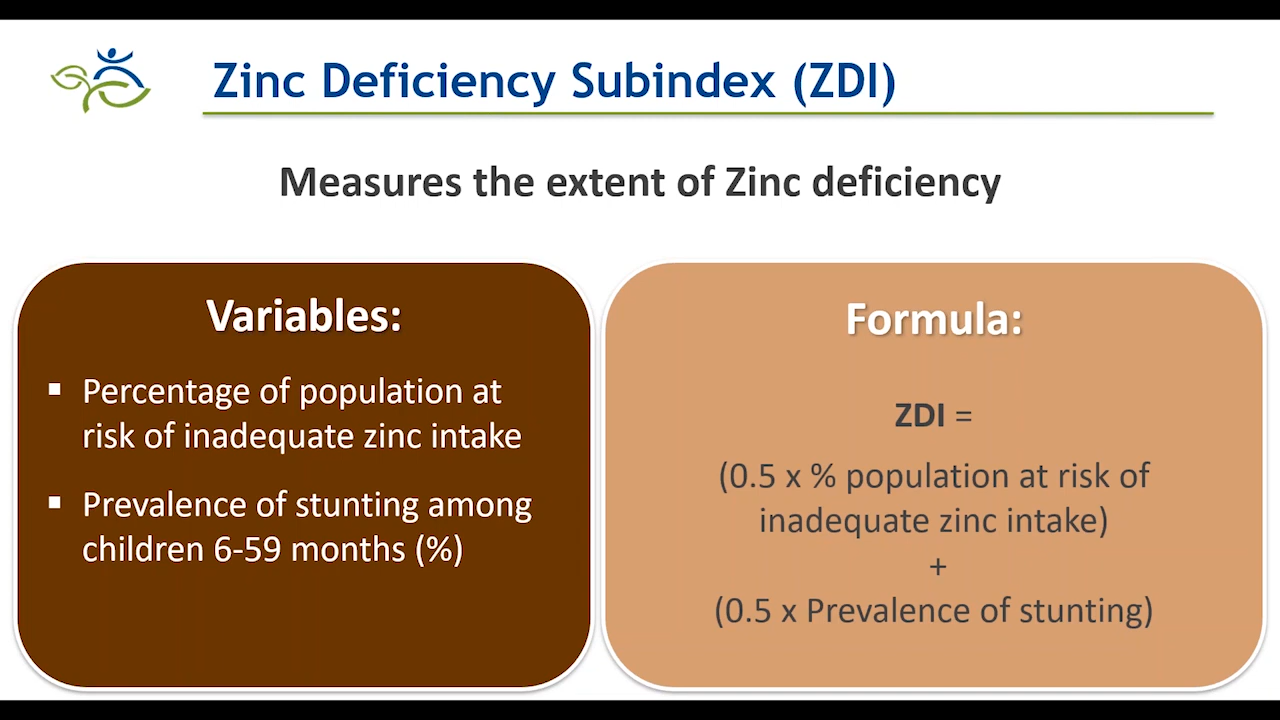 Zinc Deficiency Subindex (ZDI)
Measures the extent of Zinc deficiency
Variables:
▪ Percentage of population at
risk of inadequate zinc intake
▪ Prevalence of stunting among
children 6-59 months (%)
Formula:
ZDI =
(0.5 x % population at risk of
inadequate zinc intake)
+
(0.5 x Prevalence of stunting)